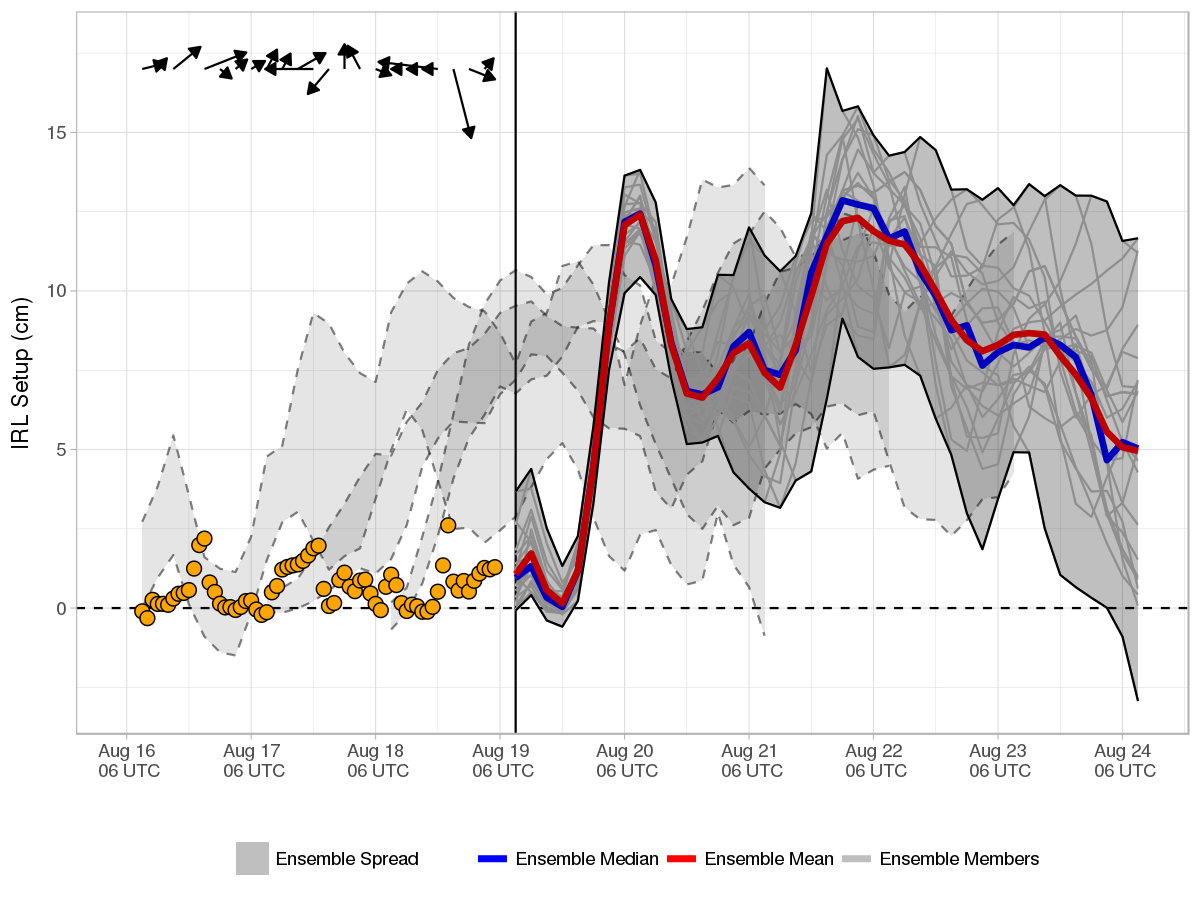 IRL Setup (cm)
15
10
5
0
Aug 16 Aug 17 Aug 18 Aug 19 Aug 20 Aug 21 Aug 22 Aug 23 Aug 24
06 UTC 06 UTC 06 UTC 06 UTC 06 UTC 06 UTC 06 UTC 06 UTC 06 UTC
Ensemble Spread Ensemble Median Ensemble Mean Ensemble Members